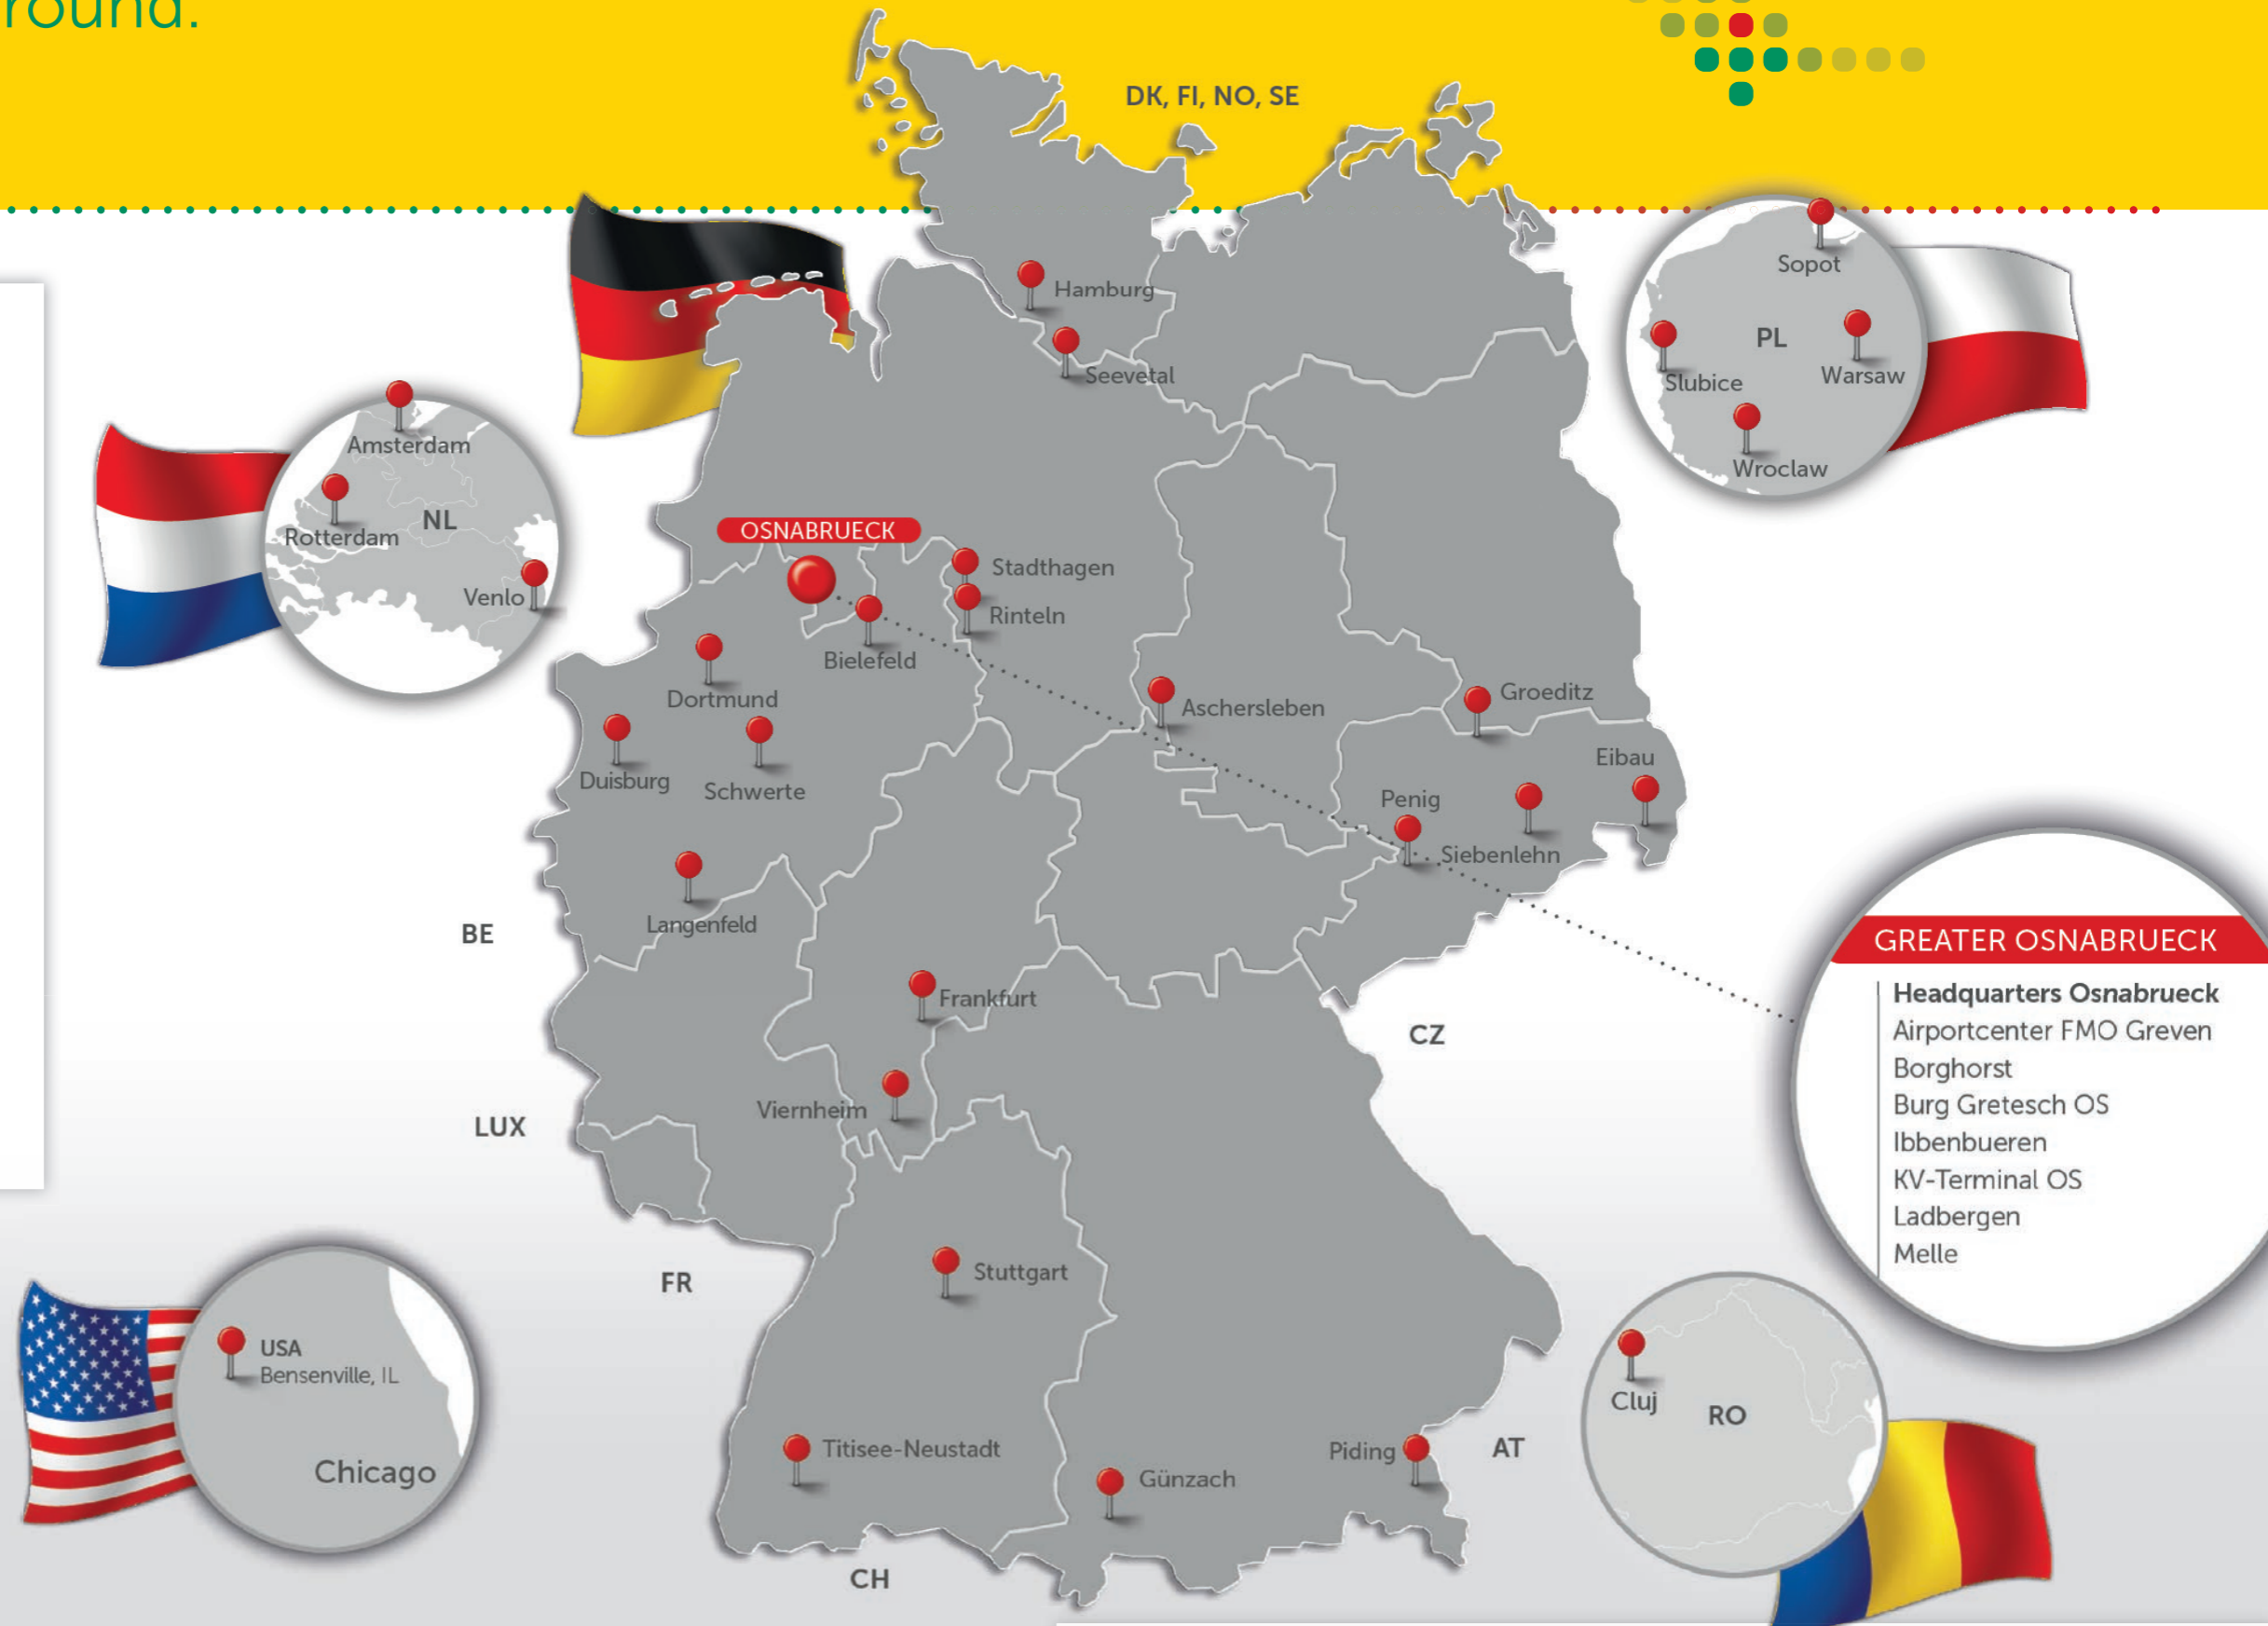 round.
DK, FI, NO, SE
Hamburg
Seevetal
Sopot
PL
Slubice
Warsaw
Wroclaw
Amsterdam
NL
Rotterdam
Venlo
OSNABRUECK
Stadthagen
Rinteln
Bielefeld
Dortmund
Duisburg
Schwerte
Aschersleben
Groeditz
Eibau
Penig
Siebenlehn
Langenfeld
BE
Frankfurt
CZ
Viernheim
LUX
GREATER OSNABRUECK
Headquarters Osnabrueck
Airportcenter FMO Greven
Borghorst
Burg Gretesch OS
Ibbenbueren
KV-Terminal OS
Ladbergen
Melle
FR
Stuttgart
USA
Bensenville, IL
Chicago
Cluj
RO
Titisee-Neustadt
Günzach
Piding
AT
CH